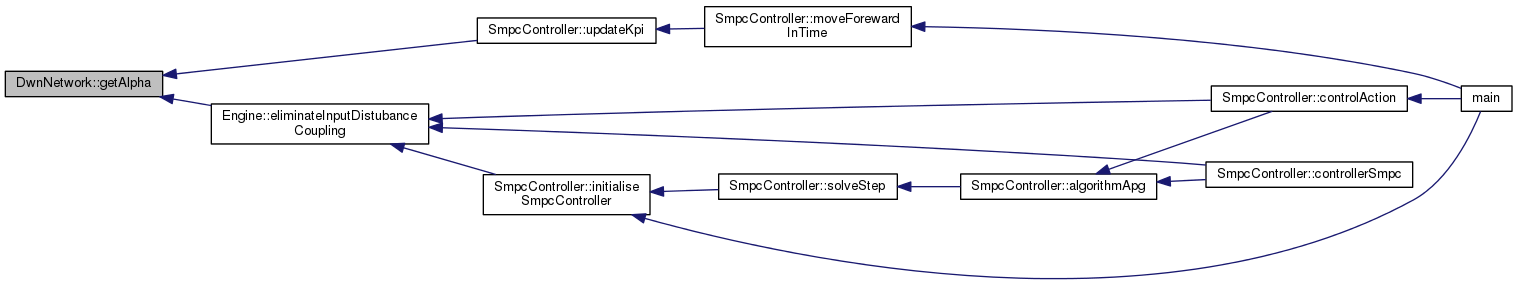 DwnNetwork::getAlpha
SmpcController::updateKpi
SmpcController::moveForeward
InTime
main
Engine::eliminateInputDistubance
Coupling
SmpcController::controlAction
SmpcController::initialise
SmpcController
SmpcController::solveStep
SmpcController::algorithmApg
SmpcController::controllerSmpc